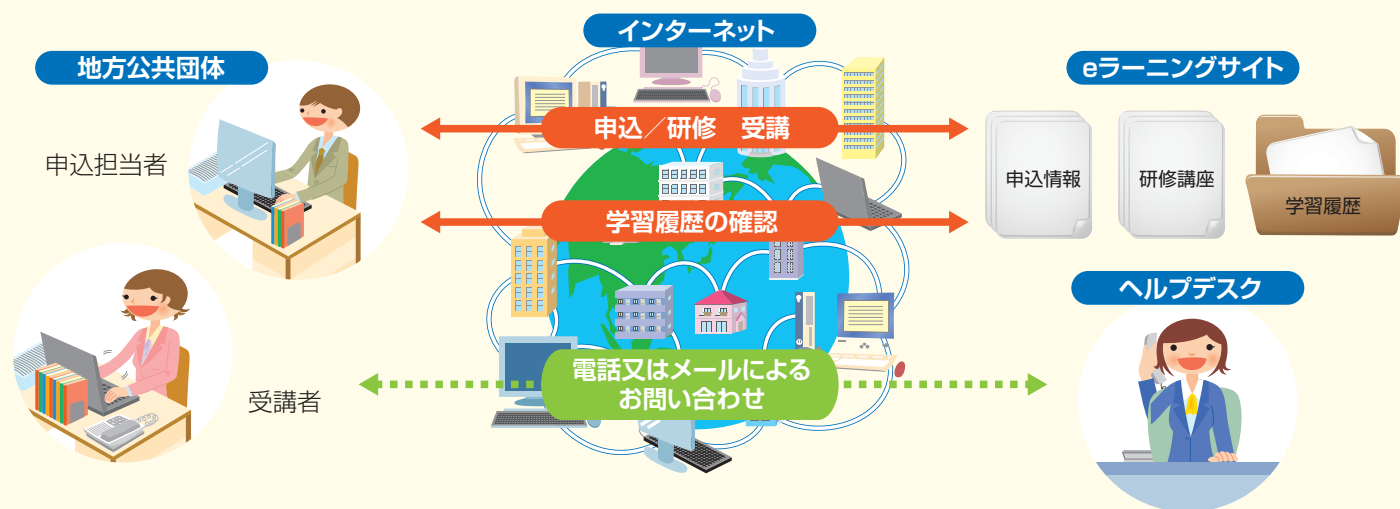 インターネット
地方公共団体
eラーニングサイト
申込担当者
申込／研修　受講
申込情報
研修講座
学習履歴
学習履歴の確認
ヘルプデスク
受講者
電話又はメールによる
お問い合わせ